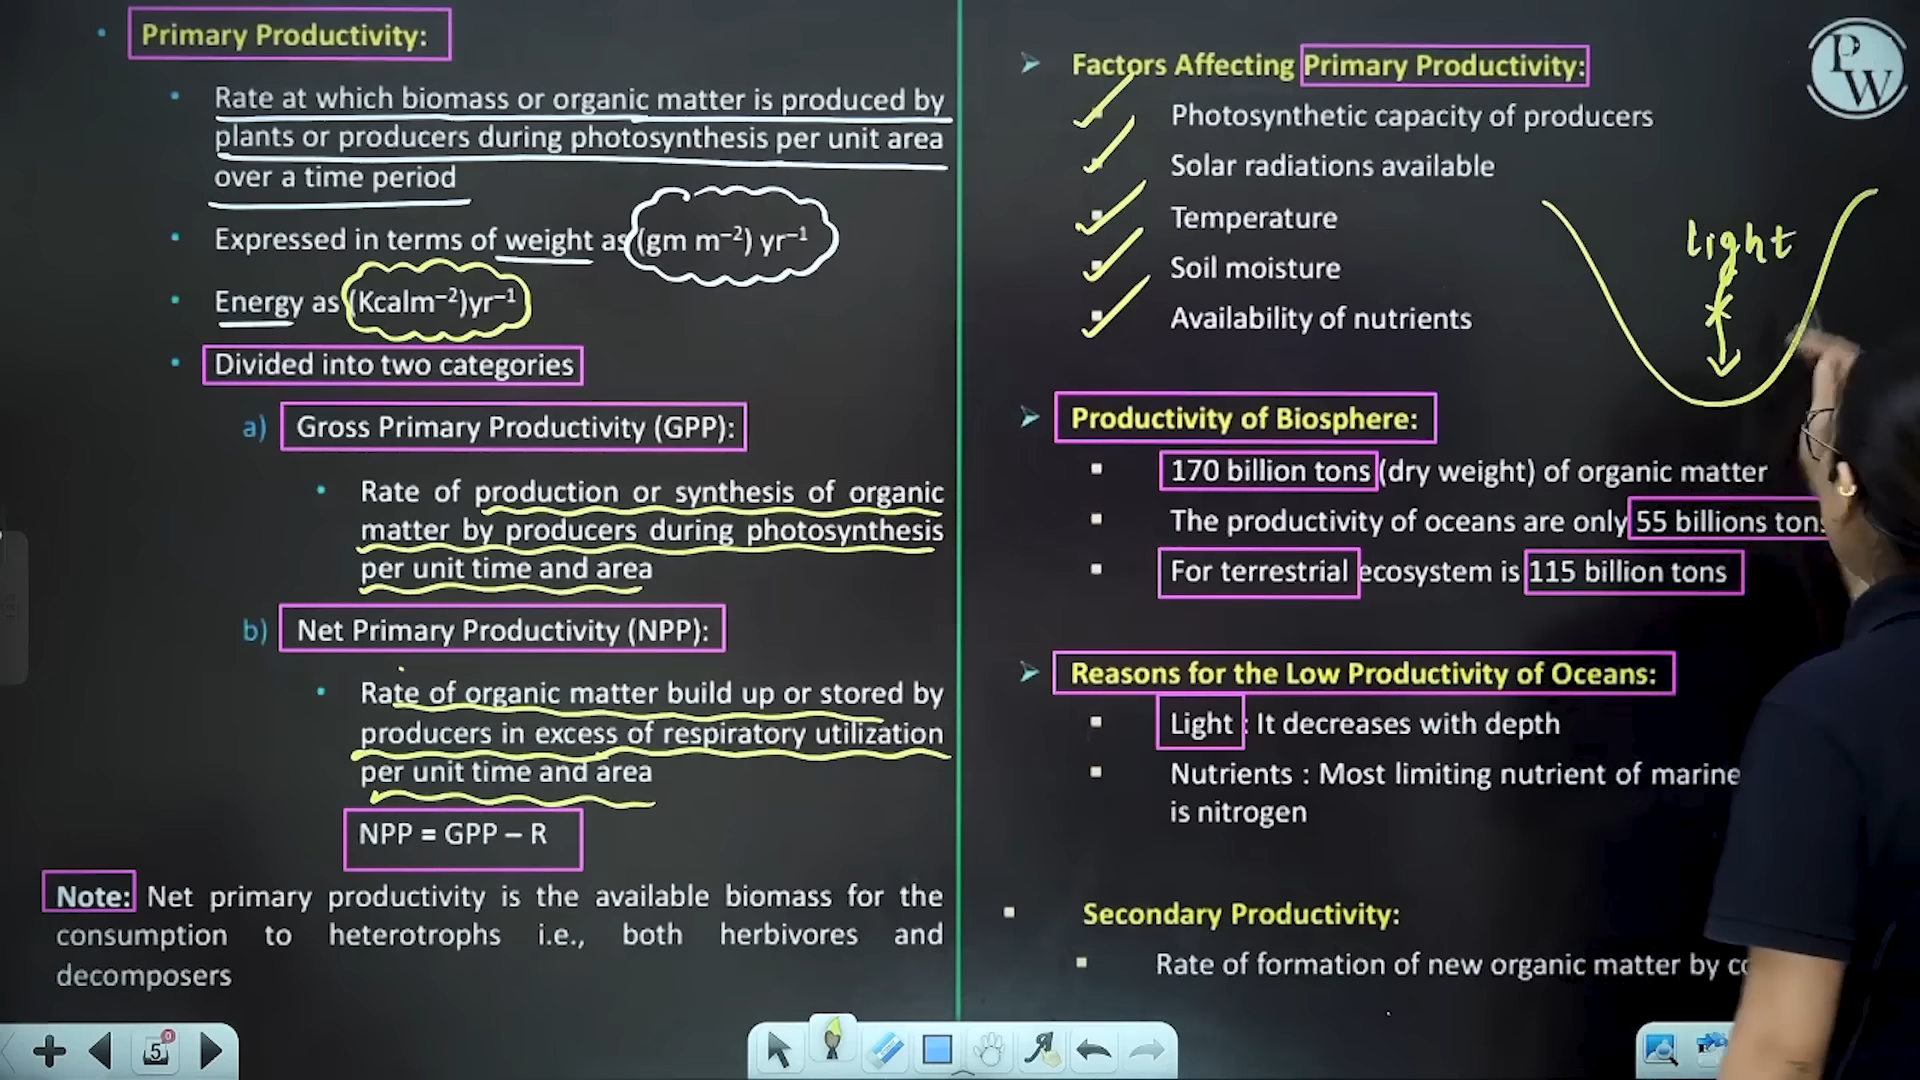 Primary Productivity:
Rate at which biomass or organic matter is produced by
plants or producers during photosynthesis per unit area
over a time period
Expressed in terms of weight as (gm m⁻²) yr⁻¹
Energy as (Kcalm⁻²)yr⁻¹
Divided into two categories
a) Gross Primary Productivity (GPP):
Rate of production or synthesis of organic
matter by producers during photosynthesis
per unit time and area
b) Net Primary Productivity (NPP):
Rate of organic matter build up or stored by
producers in excess of respiratory utilization
per unit time and area
NPP = GPP – R
Note: Net primary productivity is the available biomass for the
consumption to heterotrophs i.e., both herbivores and
decomposers
Factors Affecting Primary Productivity:
Photosynthetic capacity of producers
Solar radiations available
Temperature
Soil moisture
Availability of nutrients
light
Productivity of Biosphere:
170 billion tons (dry weight) of organic matter
The productivity of oceans are only 55 billions tons
For terrestrial ecosystem is 115 billion tons
Reasons for the Low Productivity of Oceans:
Light : It decreases with depth
Nutrients : Most limiting nutrient of marine
is nitrogen
Secondary Productivity:
Rate of formation of new organic matter by
PW
5
0